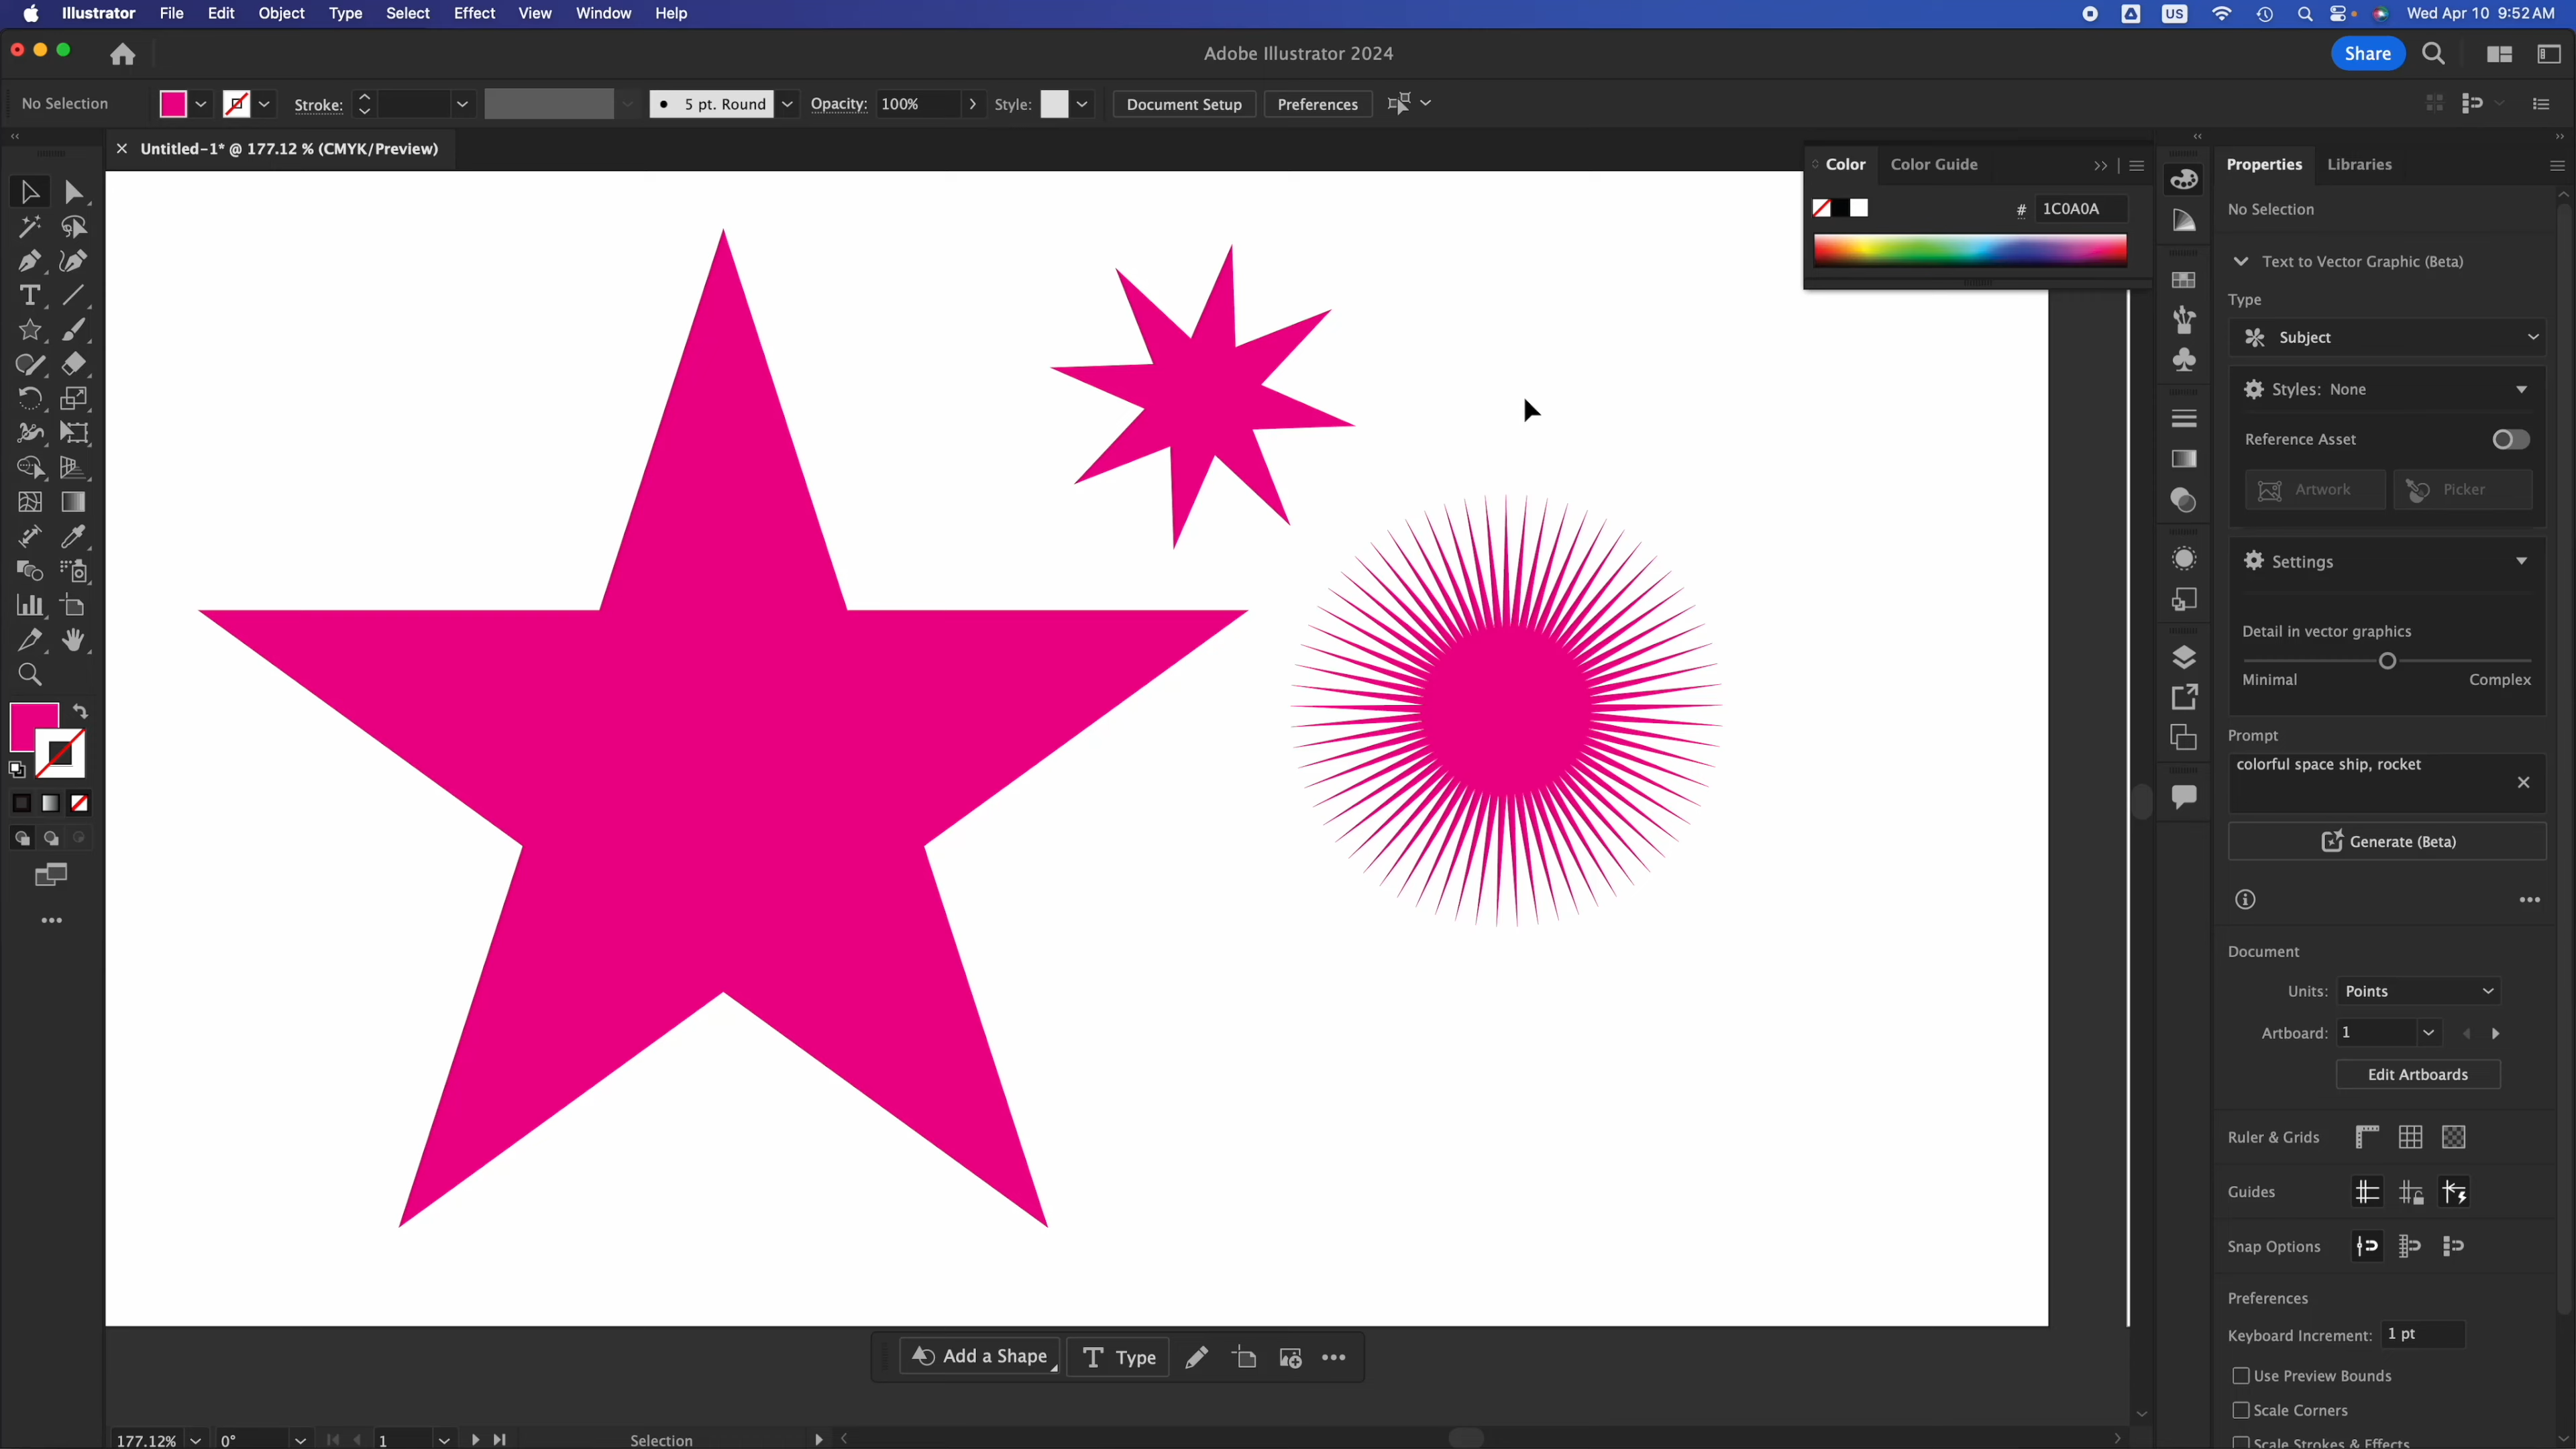 Illustrator File Edit Object Type Select Effect View Window Help
US
Wed Apr 10 9:52 AM
Adobe Illustrator 2024
Share
No Selection
Stroke:
5 pt. Round
Opacity: 100%
Style:
Document Setup
Preferences
Untitled-1* @ 177.12 % (CMYK/Preview)
Color
Color Guide
# 1C0A0A
Properties
Libraries
No Selection
Text to Vector Graphic (Beta)
Type
Subject
Styles: None
Reference Asset
Artwork
Picker
Settings
Detail in vector graphics
Minimal
Complex
Prompt
colorful space ship, rocket
Generate (Beta)
Document
Units: Points
Artboard: 1
Edit Artboards
Ruler & Grids
Guides
Snap Options
Preferences
Keyboard Increment: 1 pt
Use Preview Bounds
Scale Corners
Scale Strokes & Effects
Add a Shape
T Type
177.12%
0°
1
Selection